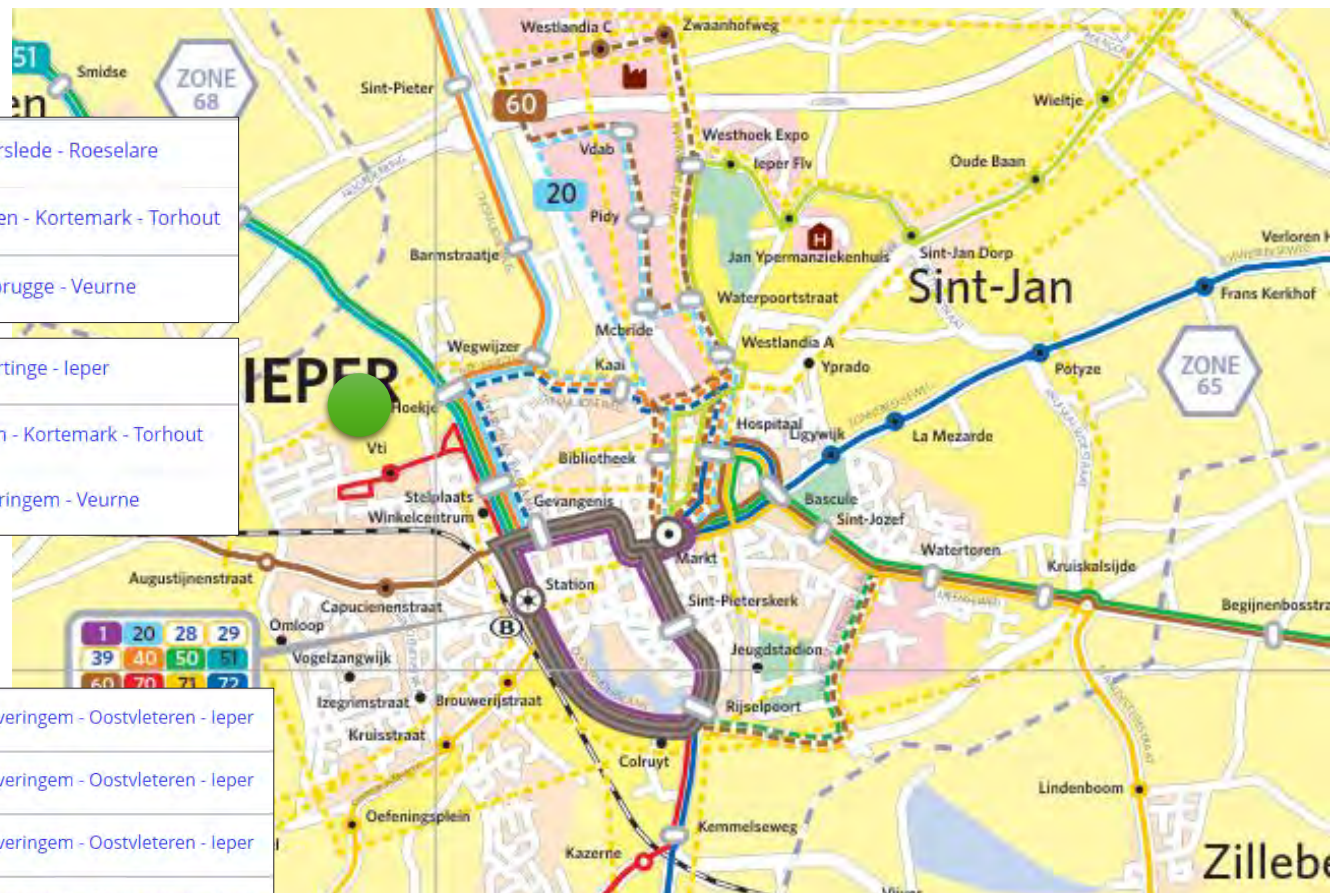 Westlandia C
Zwaanhofweg
51
Smidse
ZONE
68
en
Sint-Pieter
60
Wieltje
rslede - Roeselare
Westhoek Expo
Vdab
Ieper Flv
Oude Baan
20
en - Kortemark - Torhout
Pidy
H
Verloren H
Barmstraatje
Jan Ypermanziekenhuis
Sint-Jan Dorp
Sint-Jan
Frans Kerkhof
brugge - Veurne
Waterpoortstraat
Mcbride
Wegwijzer
Westlandia A
Kaai
Yprado
Potyze
ZONE
65
rtinge - Ieper
IEPER
Hoekje
Hospitaal
Ligywijk
La Mezarde
n - Kortemark - Torhout
Vti
Bibliotheek
Stelplaats
Winkelcentrum
Gevangenis
Bascule
Sint-Jozef
ringem - Veurne
Markt
Watertoren
Kruiskalsijde
Augustijnenstraat
Station
Capucienenstraat
Sint-Pieterskerk
Begijnenbosstra
B
Omloop
1 20 28 29
39 40 50 51
60 70 71 72
Vogelzangwijk
Jeugdstadion
Izegrimstraat
Brouwerijstraat
Rijselpoort
veringem - Oostvleteren - Ieper
Kruisstraat
Colruyt
veringem - Oostvleteren - Ieper
Lindenboom
Oefeningsplein
Kemmelseweg
veringem - Oostvleteren - Ieper
Kazerne
Zillebe